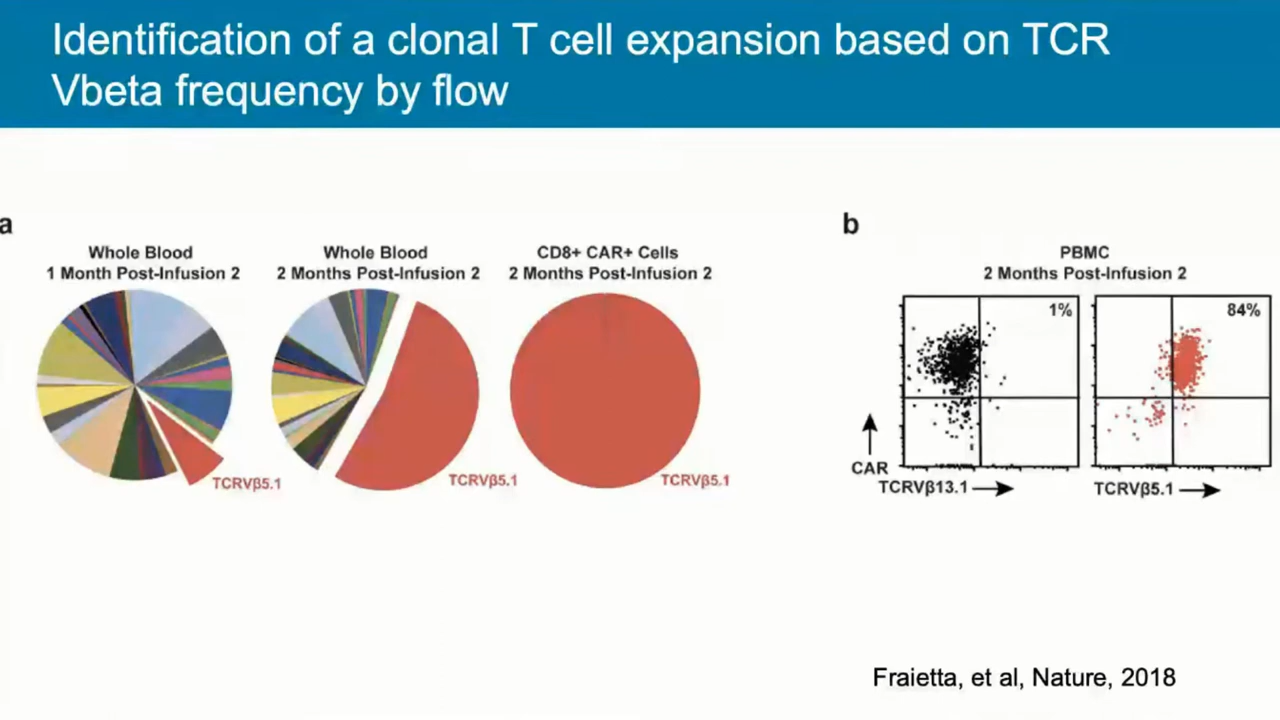 Identification of a clonal T cell expansion based on TCR
Vbeta frequency by flow
a
Whole Blood
1 Month Post-Infusion 2
Whole Blood
2 Months Post-Infusion 2
CD8+ CAR+ Cells
2 Months Post-Infusion 2
TCRVβ5.1
TCRVβ5.1
TCRVβ5.1
b
PBMC
2 Months Post-Infusion 2
1%
84%
CAR
TCRVβ13.1
TCRVβ5.1
Fraietta, et al, Nature, 2018